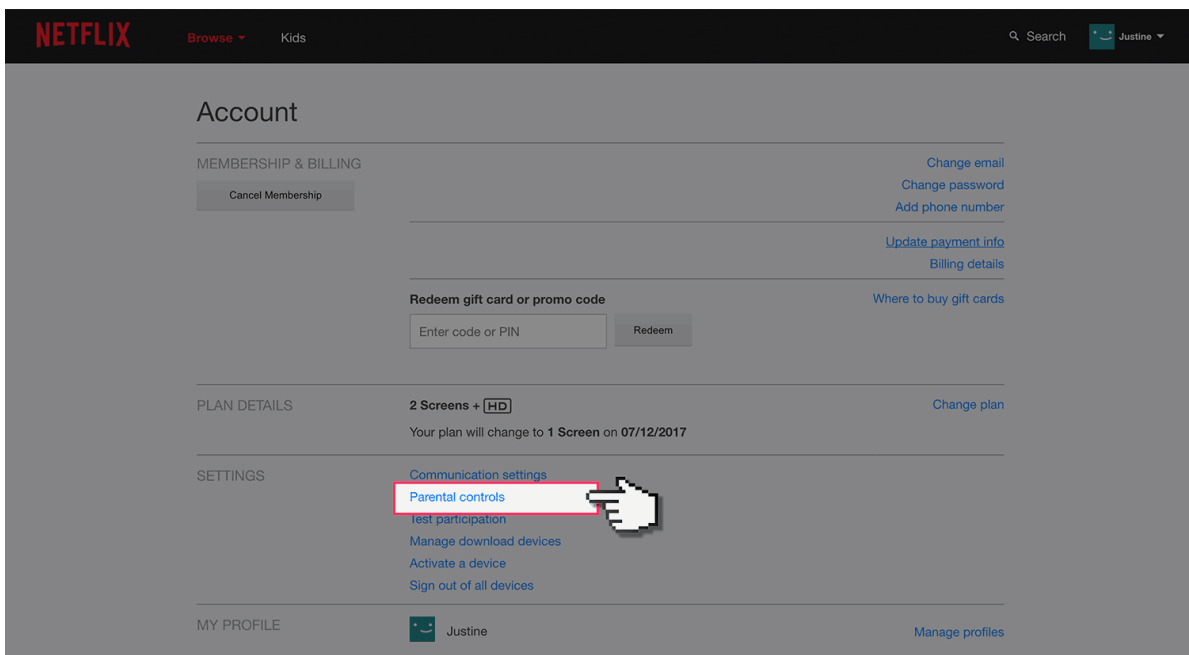 NETFLIX
Browse
Kids
Search
Justine
Account
MEMBERSHIP & BILLING
Cancel Membership
Change email
Change password
Add phone number
Update payment info
Billing details
Redeem gift card or promo code
Where to buy gift cards
Enter code or PIN
Redeem
PLAN DETAILS
2 Screens + HD
Change plan
Your plan will change to 1 Screen on 07/12/2017
SETTINGS
Communication settings
Parental controls
Test participation
Manage download devices
Activate a device
Sign out of all devices
MY PROFILE
Justine
Manage profiles